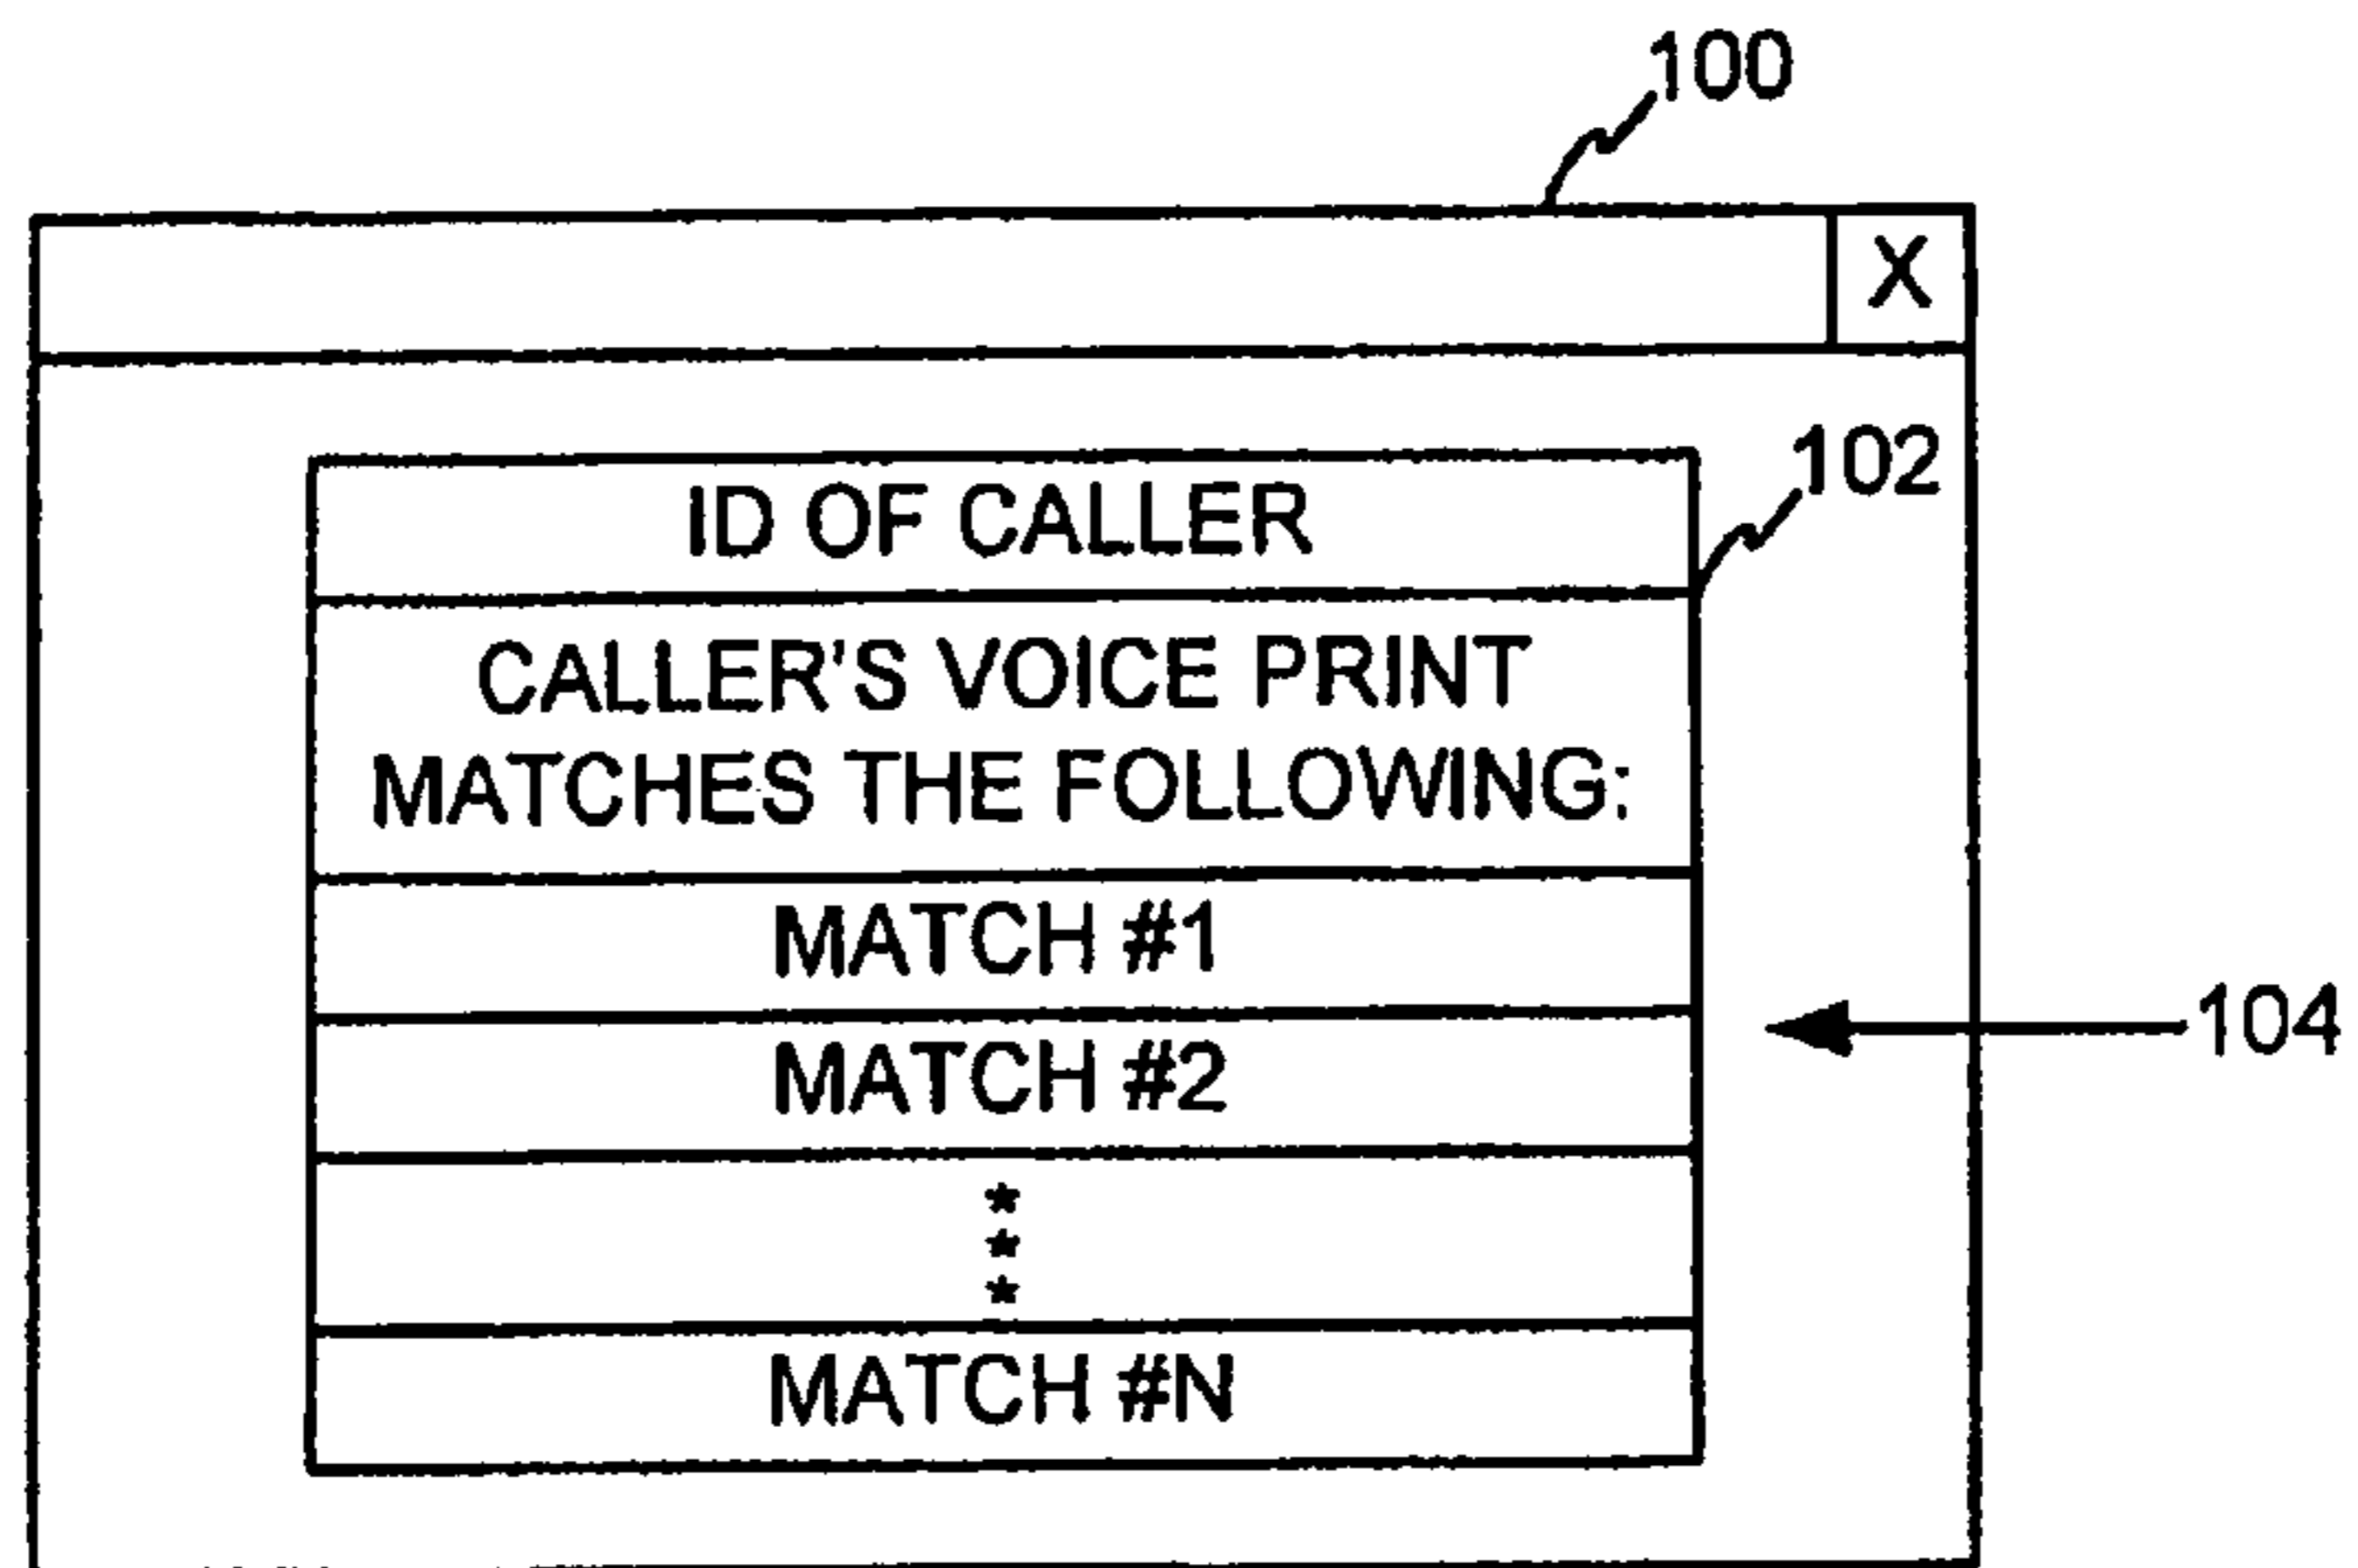 100
X
102
ID OF CALLER
CALLER'S VOICE PRINT
MATCHES THE FOLLOWING:
MATCH #1
104
MATCH #2
*
*
*
MATCH #N